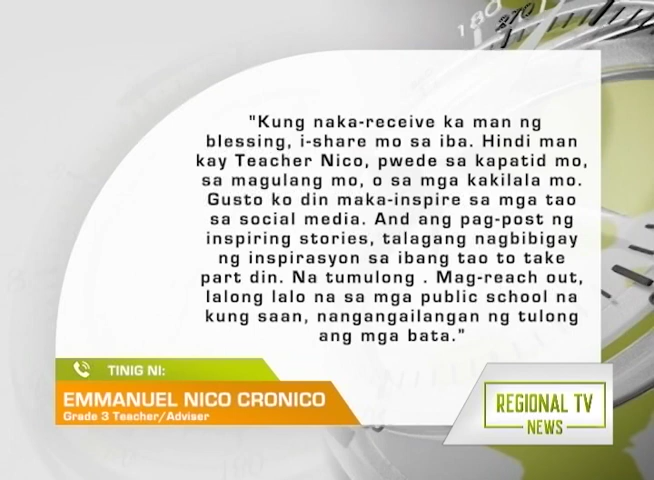 180
270
"Kung naka-receive ka man ng
blessing, i-share mo sa iba. Hindi man
kay Teacher Nico, pwede sa kapatid mo,
sa magulang mo, o sa mga kakilala mo.
Gusto ko din maka-inspire sa mga tao
sa social media. And ang pag-post ng
inspiring stories, talagang nagbibigay
ng inspirasyon sa ibang tao to take
part din. Na tumulong . Mag-reach out,
lalong lalo na sa mga public school na
kung saan, nangangailangan ng tulong
ang mga bata."
TINIG NI:
EMMANUEL NICO CRONICO
Grade 3 Teacher/Adviser
REGIONAL TV
NEWS